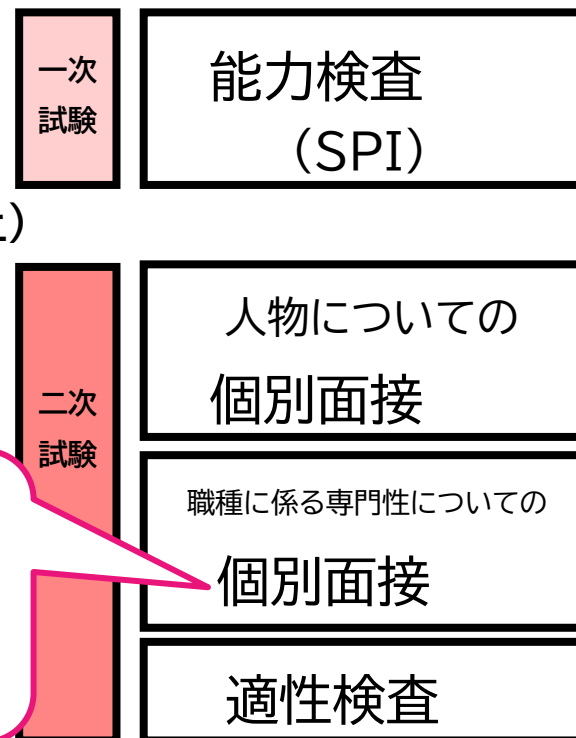 一次
試験
能力検査
（SPI）
）
二次
試験
人物についての
個別面接
職種に係る専門性についての
個別面接
適性検査